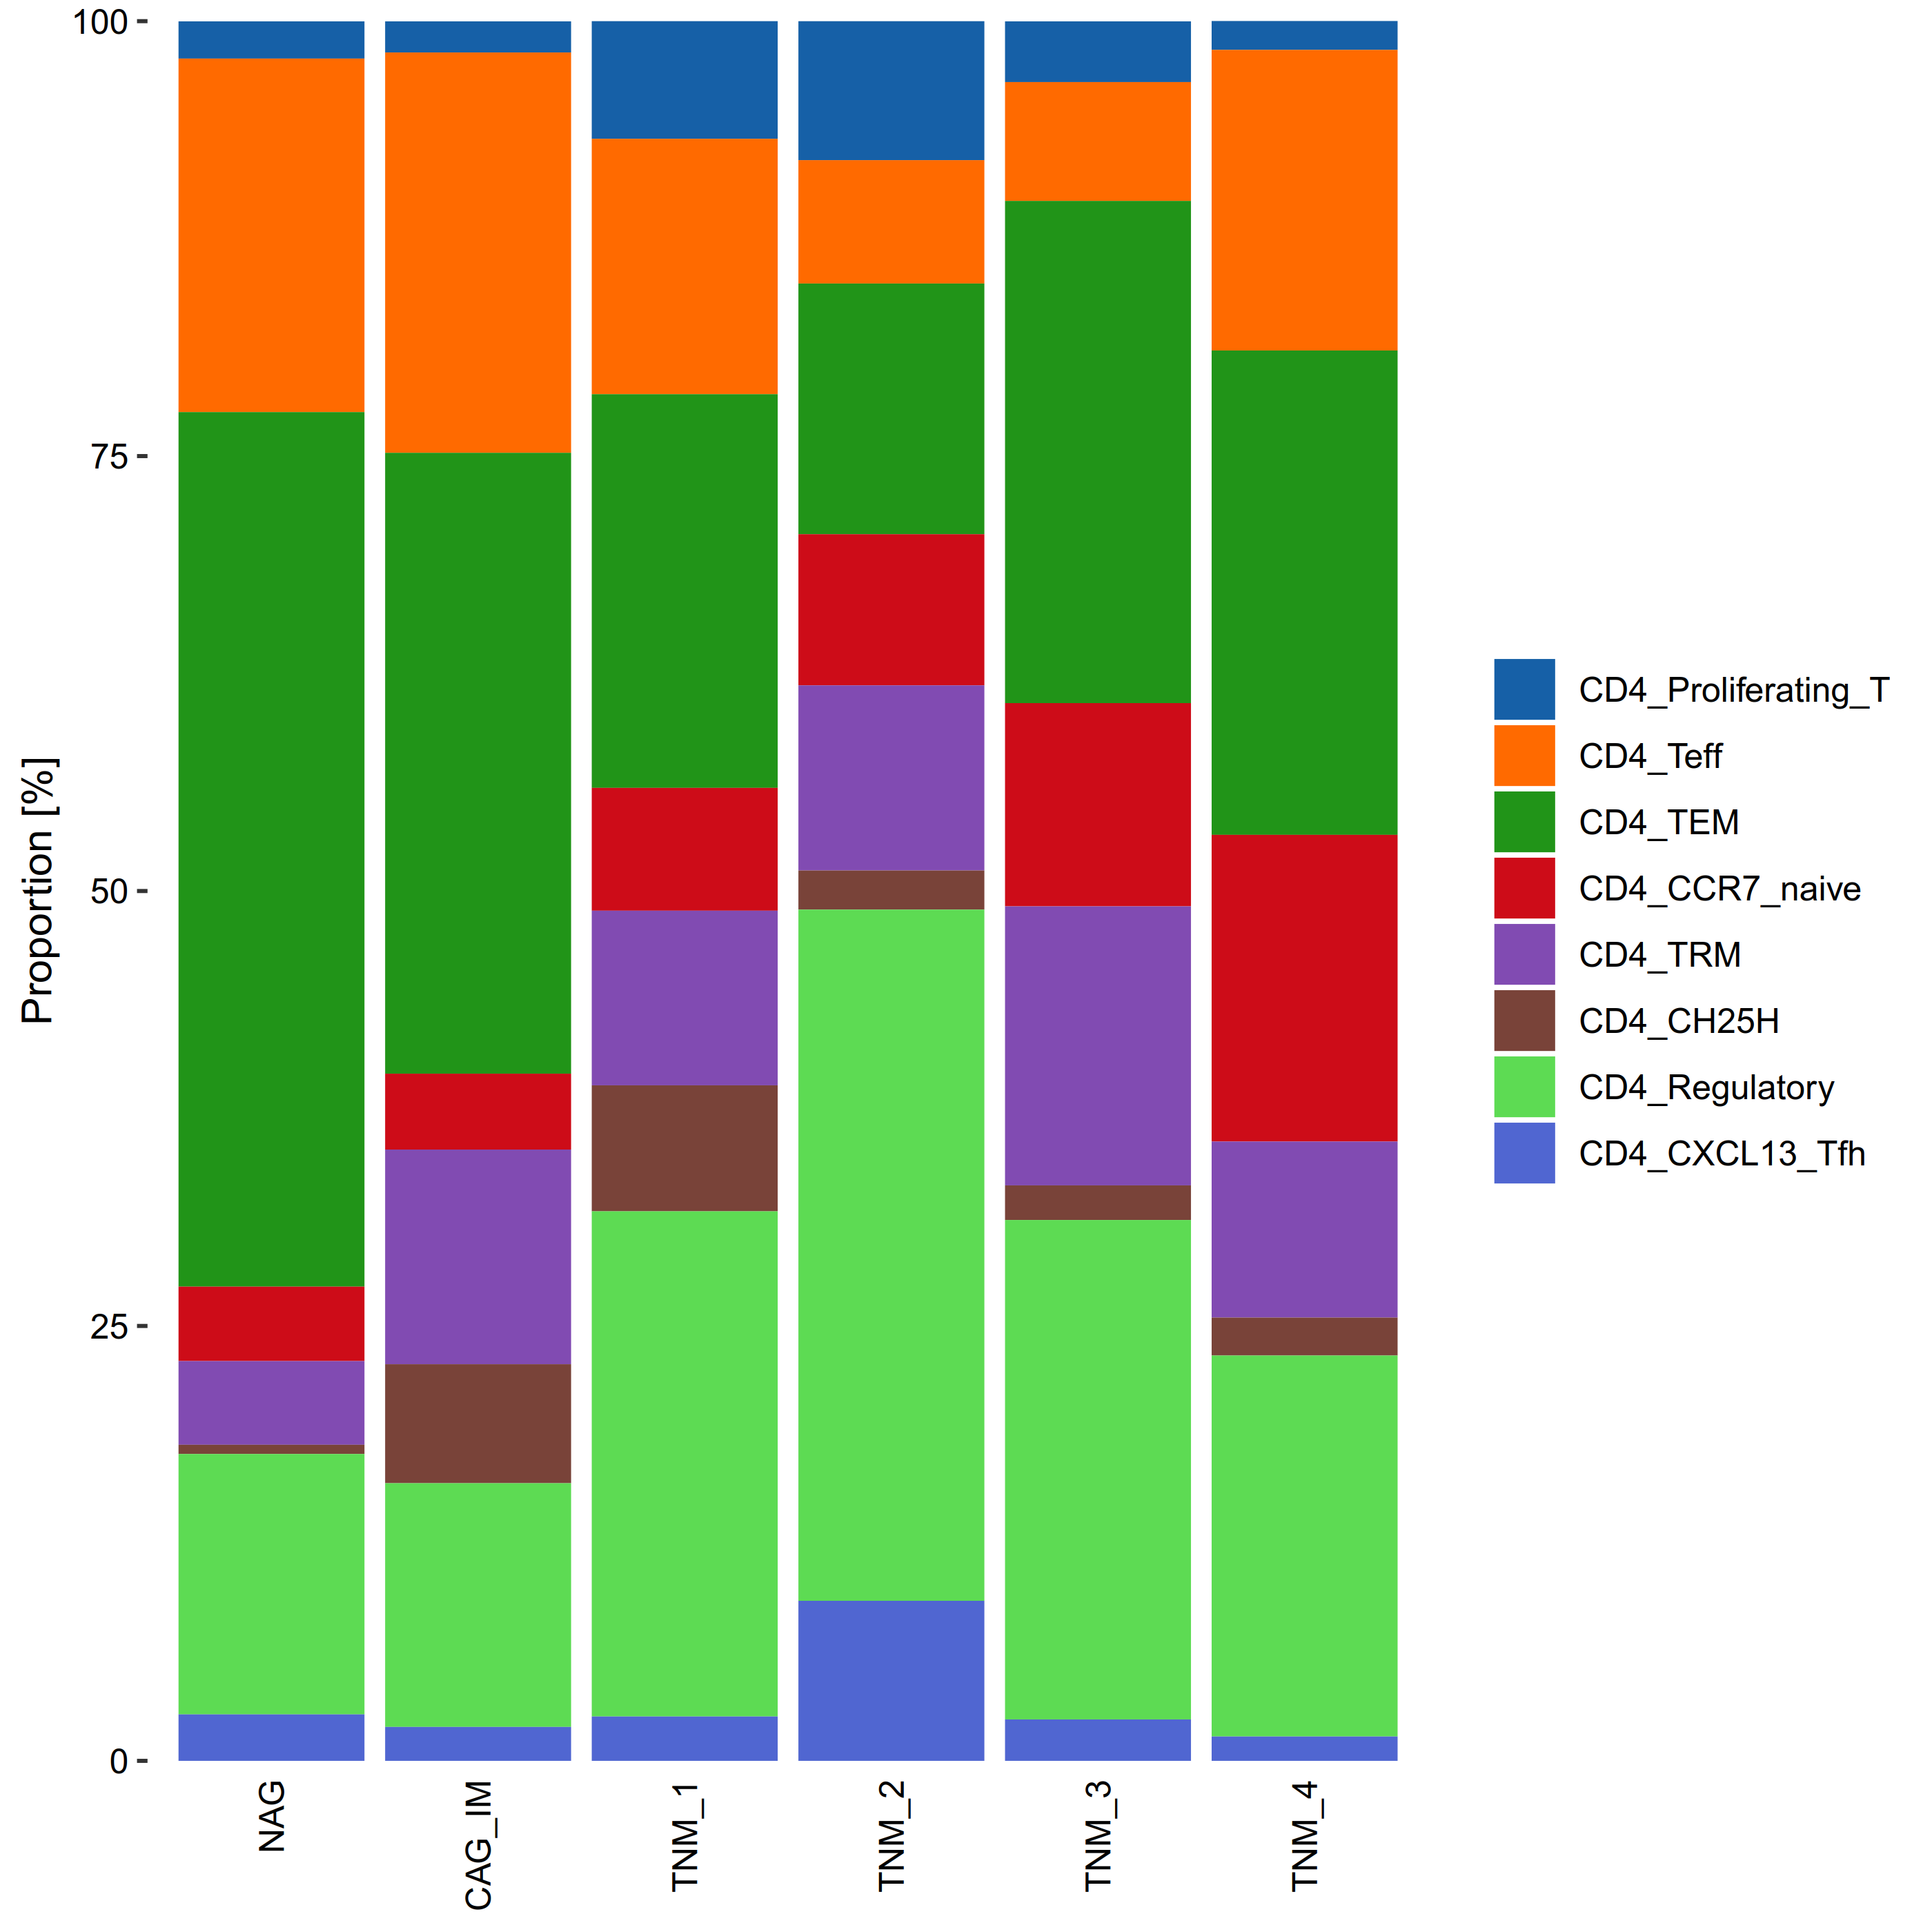 100
75
50
25
0
Proportion [%]
NAG
CAG_IM
TNM_1
TNM_2
TNM_3
TNM_4
CD4_Proliferating_T
CD4_Teff
CD4_TEM
CD4_CCR7_naive
CD4_TRM
CD4_CH25H
CD4_Regulatory
CD4_CXCL13_Tfh